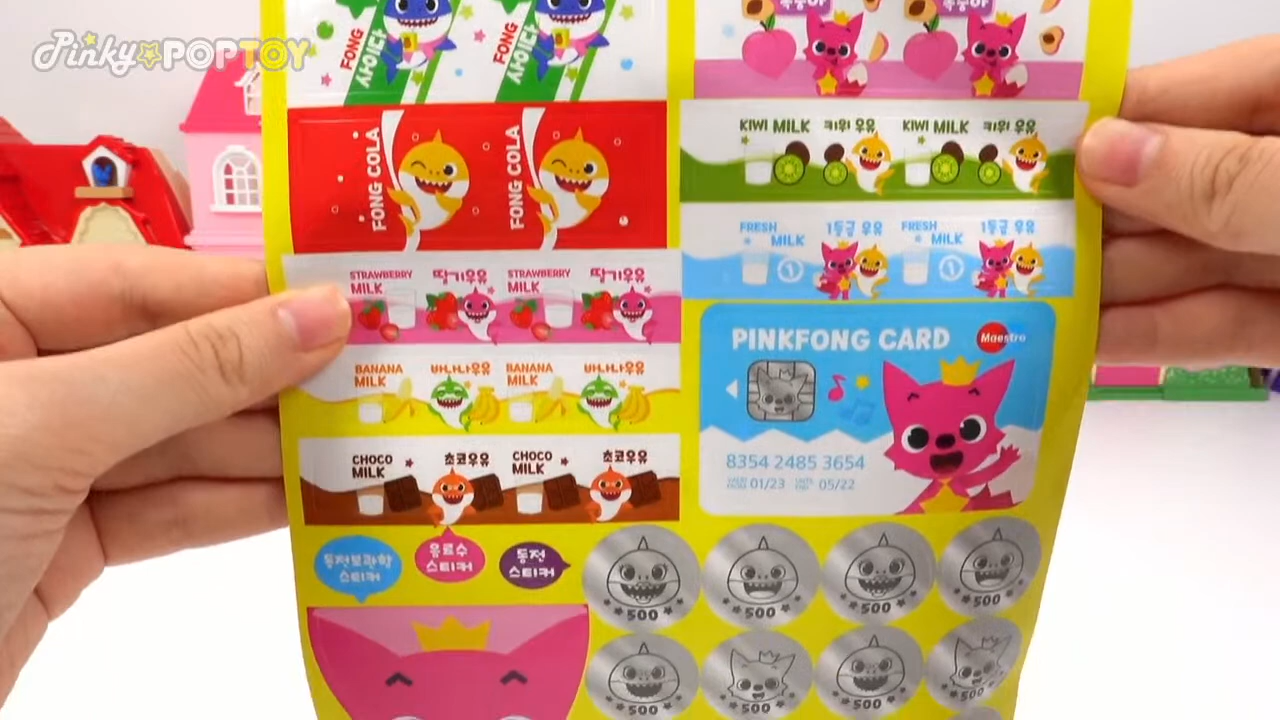 Pinky POPTOY
FONG
사이다
FONG
사이다
FONG COLA
FONG COLA
KIWI MILK 키위 우유
KIWI MILK 키위 우유
FRESH MILK 1등급 우유
1
FRESH MILK 1등급 우유
1
STRAWBERRY MILK 딸기우유
STRAWBERRY MILK 딸기우유
BANANA MILK 바나나우유
BANANA MILK 바나나우유
CHOCO MILK 초코우유
CHOCO MILK 초코우유
PINKFONG CARD
Maestro
8354 2485 3654
01/23 05/22
동전보관함
스티커
음료수
스티커
동전
스티커
500
500
500
500
500
500
500
500